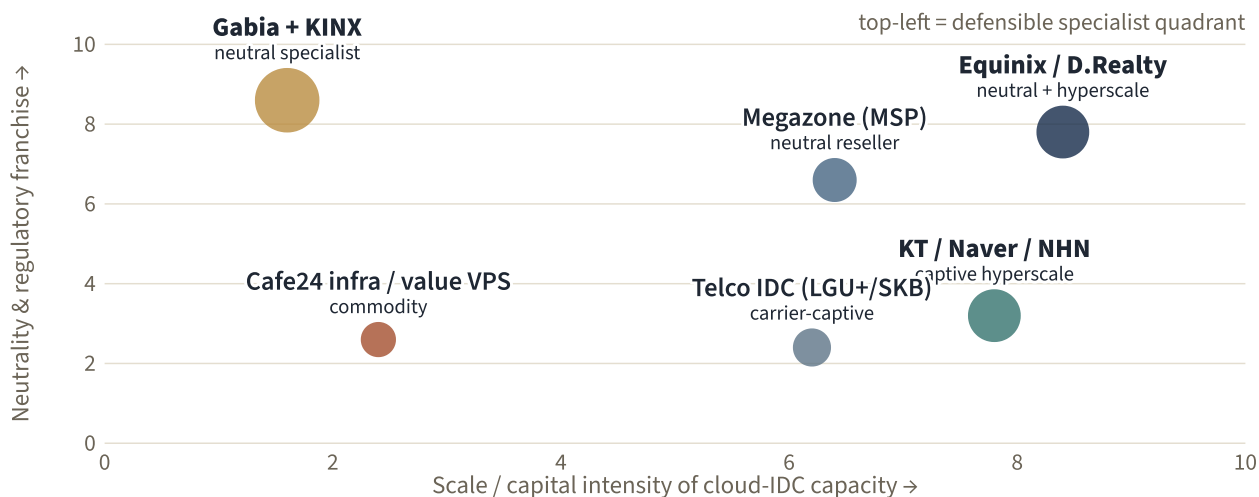 top-left = defensible specialist quadrant
Gabia + KINX
neutral specialist
Equinix / D.Realty
neutral + hyperscale
Megazone (MSP)
neutral reseller
KT / Naver / NHN
captive hyperscale
Cafe24 infra / value VPS
commodity
Telco IDC (LGU+/SKB)
carrier-captive
Neutrality & regulatory franchise →
10
8
6
4
2
0
0 2 4 6 8 10
Scale / capital intensity of cloud-IDC capacity →